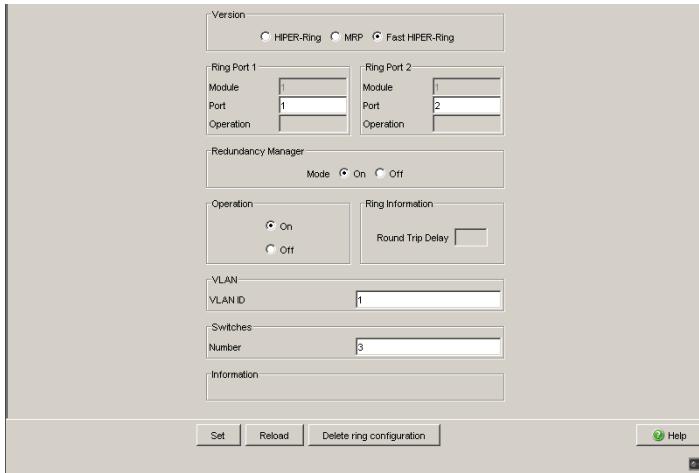 Version
HIPER-Ring MRP Fast HIPER-Ring
Ring Port 1 Ring Port 2
Module 1 Module 1
Port 1 Port 2
Operation Operation
Redundancy Manager
Mode On Off
Operation Ring Information
On
Round Trip Delay
Off
VLAN
VLAN ID 1
Switches
Number 3
Information
Set Reload Delete ring configuration Help